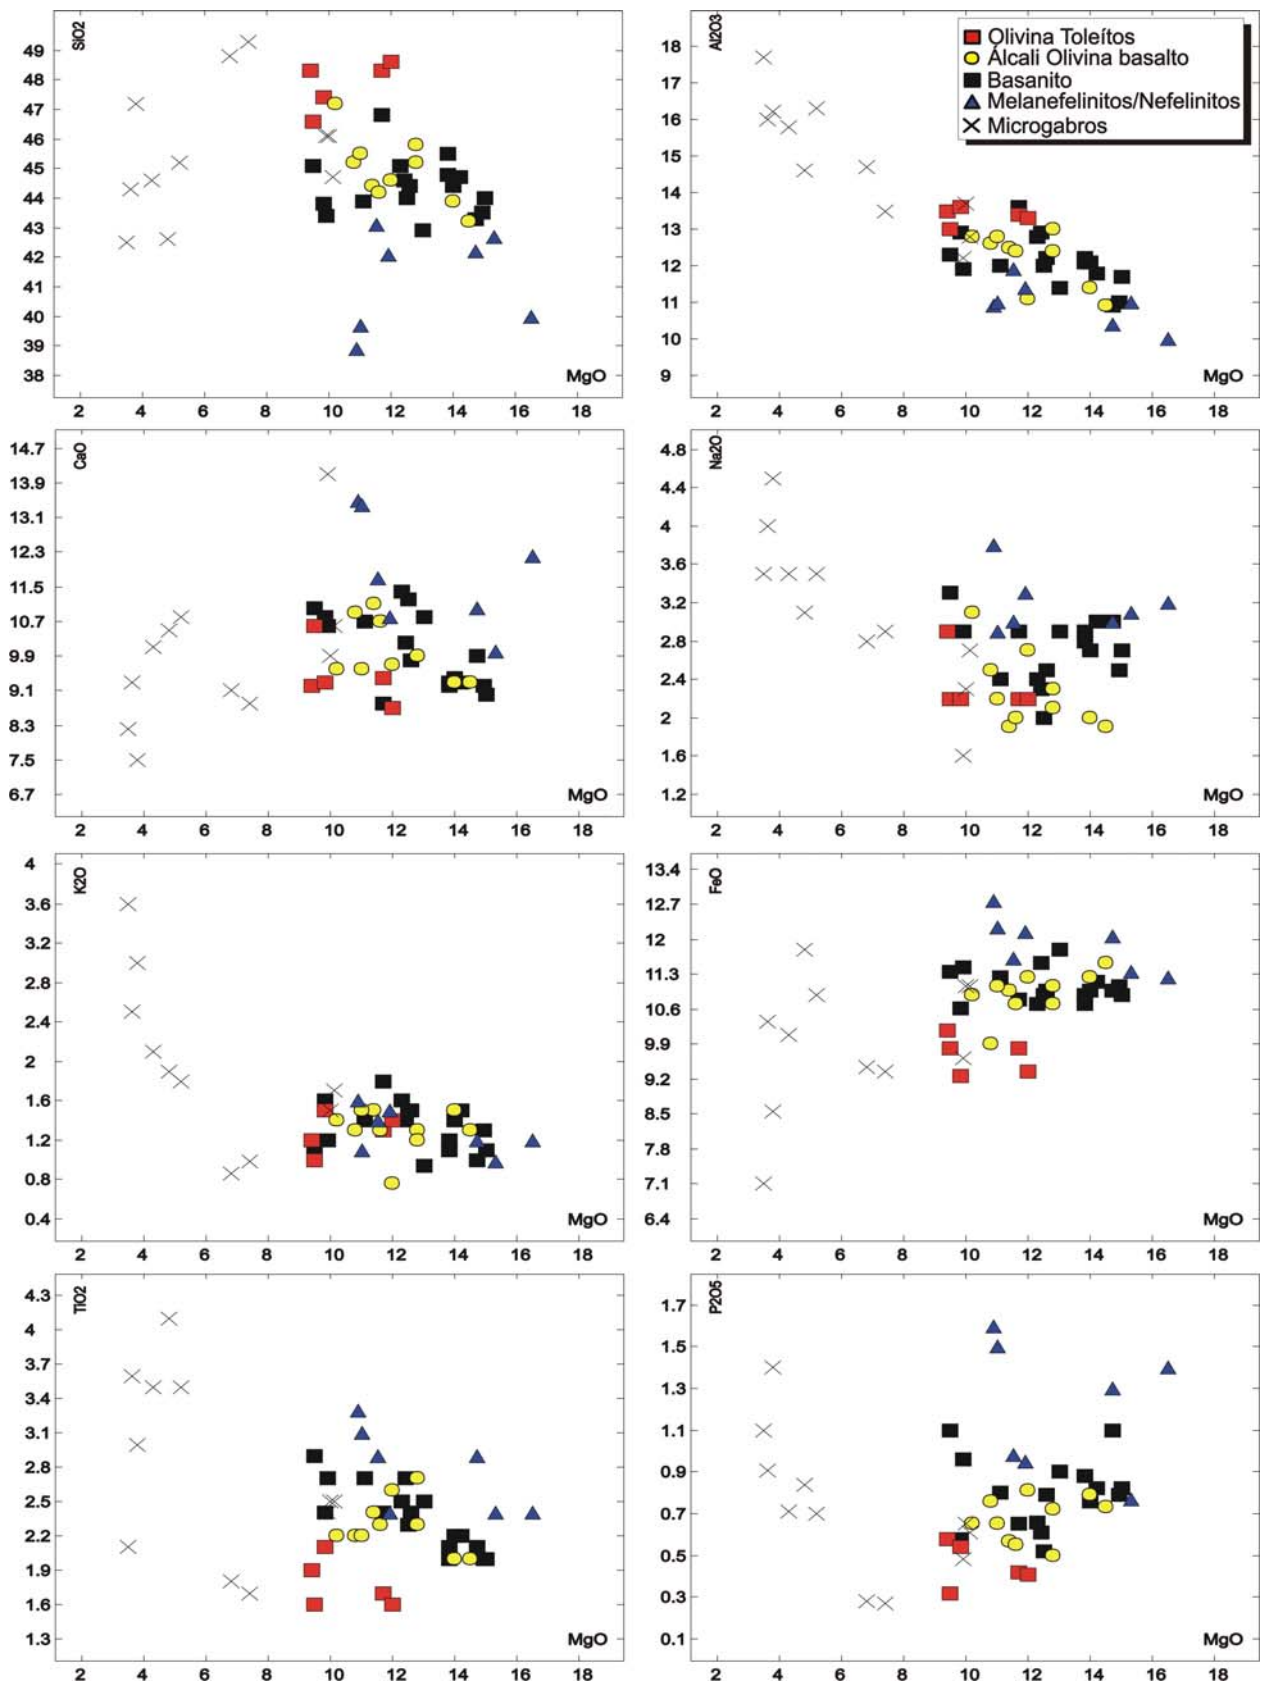 SiO2
49
48
47
46
45
44
43
42
41
40
39
38
MgO
2 4 6 8 10 12 14 16 18
Al2O3
18
17
16
15
14
13
12
11
10
9
MgO
2 4 6 8 10 12 14 16 18
Olivina Toleítos
Álcali Olivina basalto
Basanito
Melanefelinitos/Nefelinitos
Microgabros
CaO
14.7
13.9
13.1
12.3
11.5
10.7
9.9
9.1
8.3
7.5
6.7
MgO
2 4 6 8 10 12 14 16 18
Na2O
4.8
4.4
4
3.6
3.2
2.8
2.4
2
1.6
1.2
MgO
2 4 6 8 10 12 14 16 18
K2O
4
3.6
3.2
2.8
2.4
2
1.6
1.2
0.8
0.4
MgO
2 4 6 8 10 12 14 16 18
FeO
13.4
12.7
12
11.3
10.6
9.9
9.2
8.5
7.8
7.1
6.4
MgO
2 4 6 8 10 12 14 16 18
TiO2
4.3
4
3.7
3.4
3.1
2.8
2.5
2.2
1.9
1.6
1.3
MgO
2 4 6 8 10 12 14 16 18
P2O5
1.7
1.5
1.3
1.1
0.9
0.7
0.5
0.3
0.1
MgO
2 4 6 8 10 12 14 16 18